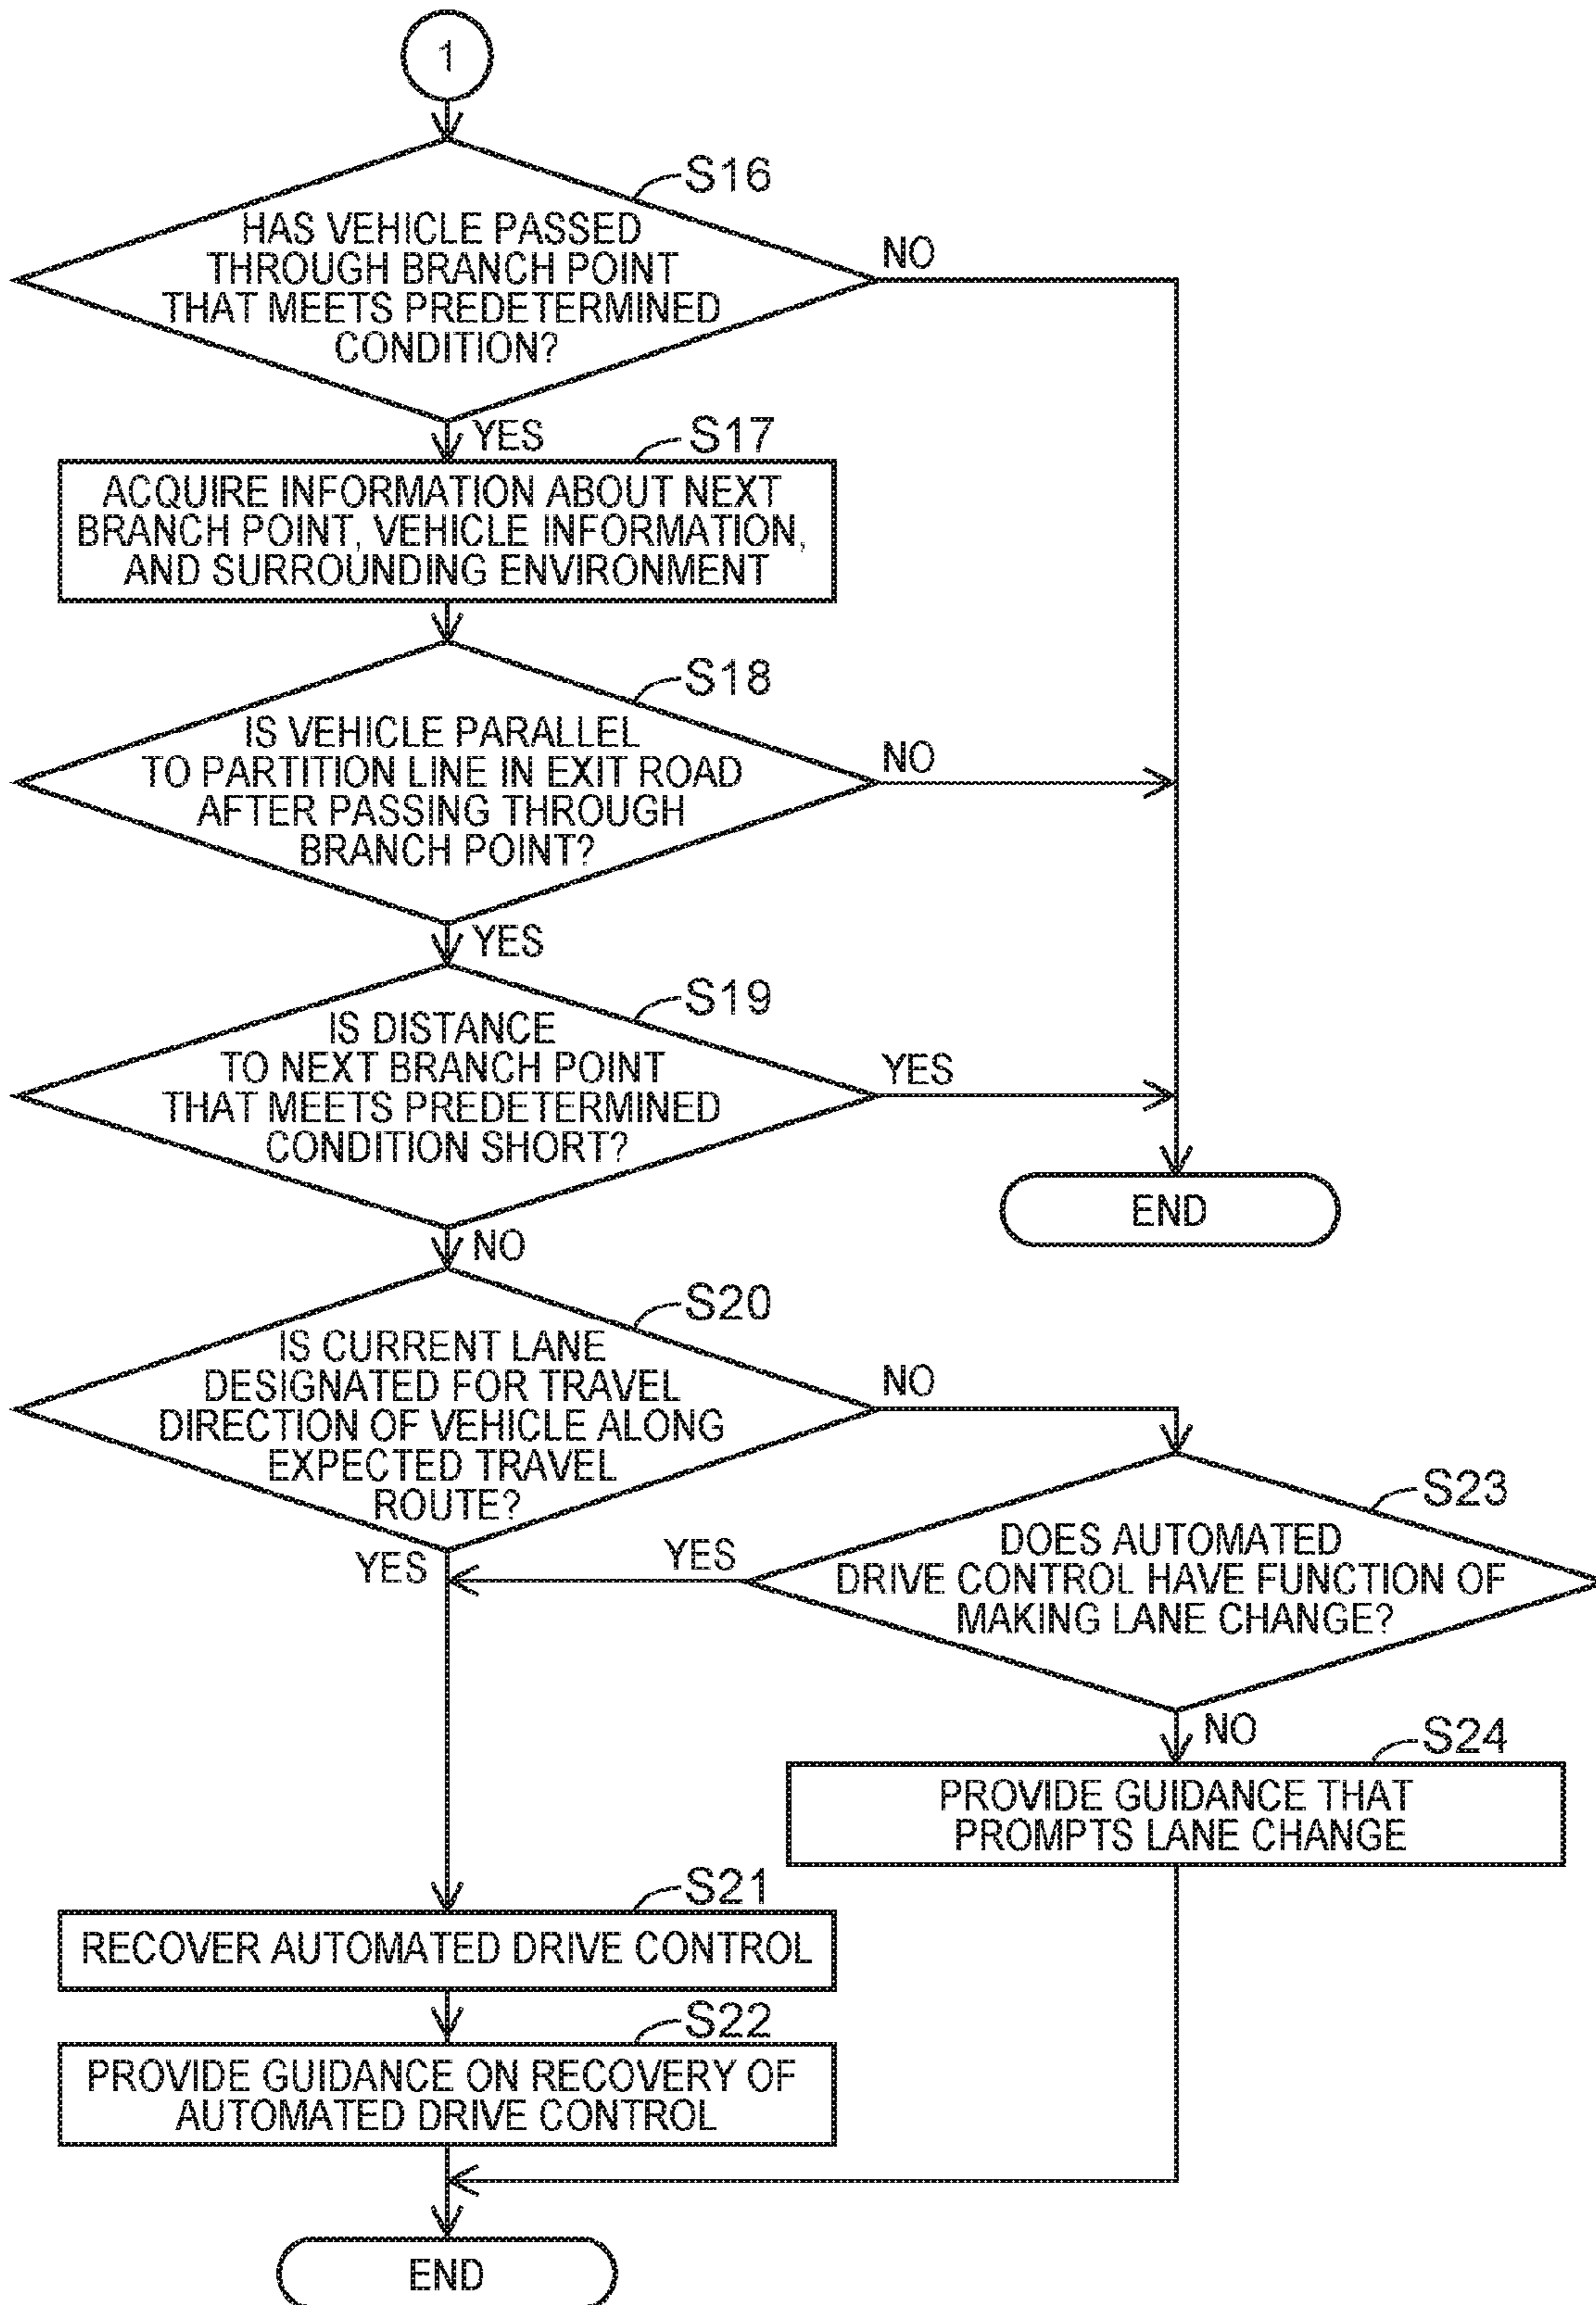 1
S16
HAS VEHICLE PASSED
THROUGH BRANCH POINT
THAT MEETS PREDETERMINED
CONDITION?
NO
YES
S17
ACQUIRE INFORMATION ABOUT NEXT
BRANCH POINT, VEHICLE INFORMATION,
AND SURROUNDING ENVIRONMENT
S18
IS VEHICLE PARALLEL
TO PARTITION LINE IN EXIT ROAD
AFTER PASSING THROUGH
BRANCH POINT?
NO
YES
S19
IS DISTANCE
TO NEXT BRANCH POINT
THAT MEETS PREDETERMINED
CONDITION SHORT?
YES
END
NO
S20
IS CURRENT LANE
DESIGNATED FOR TRAVEL
DIRECTION OF VEHICLE ALONG
EXPECTED TRAVEL
ROUTE?
NO
YES
S23
DOES AUTOMATED
DRIVE CONTROL HAVE FUNCTION OF
MAKING LANE CHANGE?
YES
NO
S24
PROVIDE GUIDANCE THAT
PROMPTS LANE CHANGE
S21
RECOVER AUTOMATED DRIVE CONTROL
S22
PROVIDE GUIDANCE ON RECOVERY OF
AUTOMATED DRIVE CONTROL
END